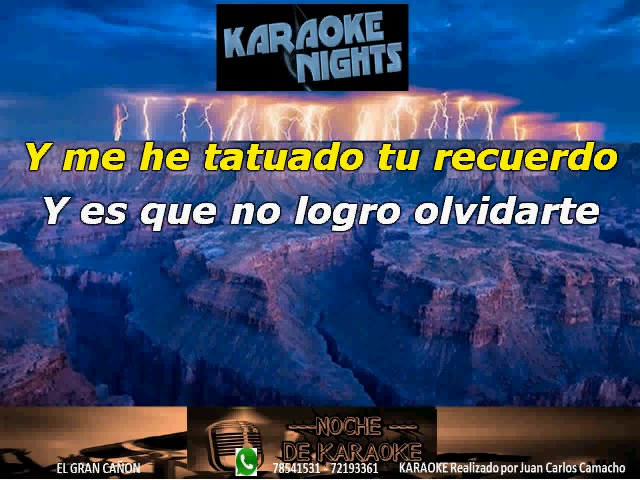 KARAOKE
NIGHTS
Y me he tatuado tu recuerdo
Y es que no logro olvidarte
NOCHE
DE KARAOKE
EL GRAN CAÑON 78541531 - 72193361 KARAOKE Realizado por Juan Carlos Camacho